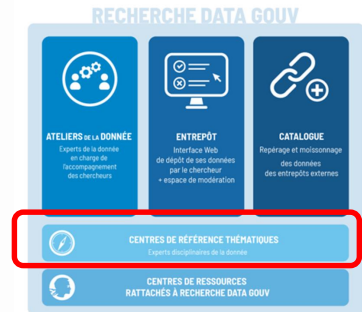 RECHERCHE DATA GOUV
ATELIERS DE LA DONNÉE
Experts de la donnée
en charge de
l'accompagnement
des chercheurs
ENTREPÔT
Interface Web
de dépôt de ses données
par le chercheur
+ espace de modération
CATALOGUE
Repérage et moissonnage
des données
des entrepôts externes
CENTRES DE RÉFÉRENCE THÉMATIQUES
Experts disciplinaires de la donnée
CENTRES DE RESSOURCES
RATTACHÉS À RECHERCHE DATA GOUV